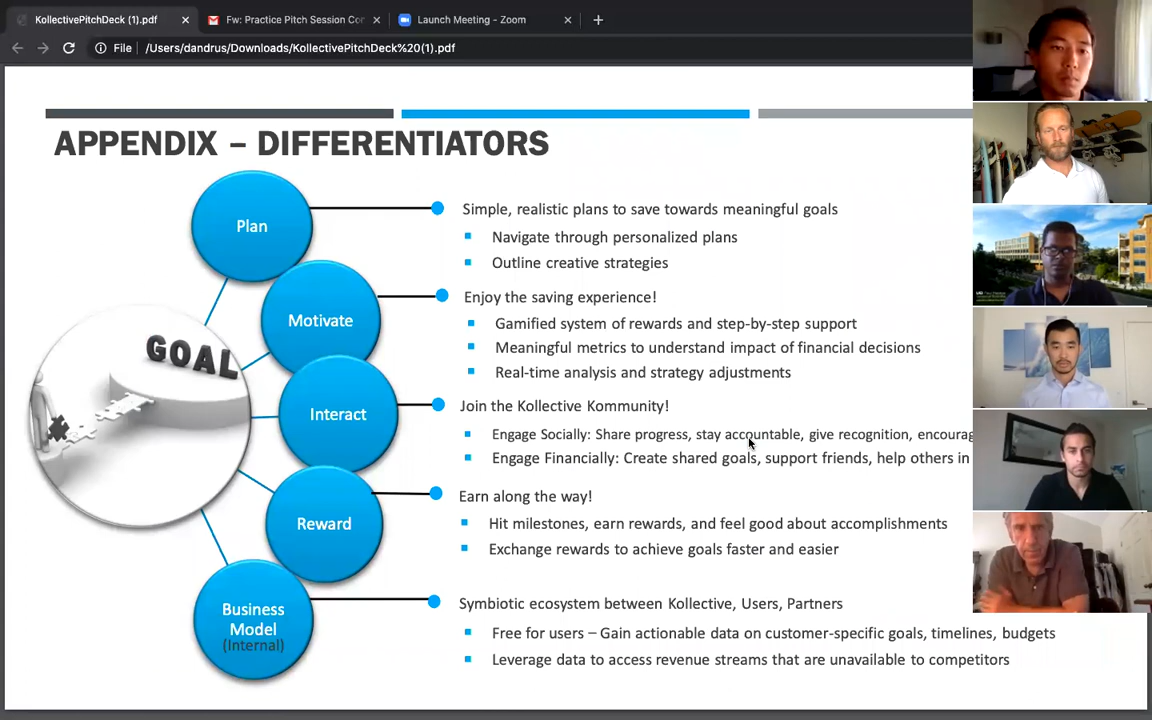 KollectivePitchDeck (1).pdf
Fw: Practice Pitch Session Con
Launch Meeting - Zoom
File
/Users/dandrus/Downloads/KollectivePitchDeck%20(1).pdf
APPENDIX – DIFFERENTIATORS
Plan
Simple, realistic plans to save towards meaningful goals
Navigate through personalized plans
Outline creative strategies
Motivate
Enjoy the saving experience!
Gamified system of rewards and step-by-step support
Meaningful metrics to understand impact of financial decisions
Real-time analysis and strategy adjustments
GOAL
Interact
Join the Kollective Kommunity!
Engage Socially: Share progress, stay accountable, give recognition, encourag
Engage Financially: Create shared goals, support friends, help others in
Reward
Earn along the way!
Hit milestones, earn rewards, and feel good about accomplishments
Exchange rewards to achieve goals faster and easier
Business
Model
(Internal)
Symbiotic ecosystem between Kollective, Users, Partners
Free for users – Gain actionable data on customer-specific goals, timelines, budgets
Leverage data to access revenue streams that are unavailable to competitors